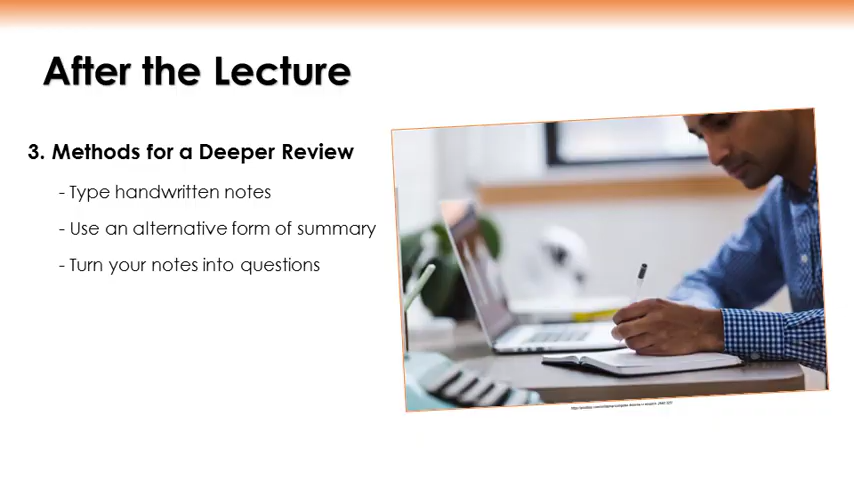 After the Lecture
3. Methods for a Deeper Review
- Type handwritten notes
- Use an alternative form of summary
- Turn your notes into questions